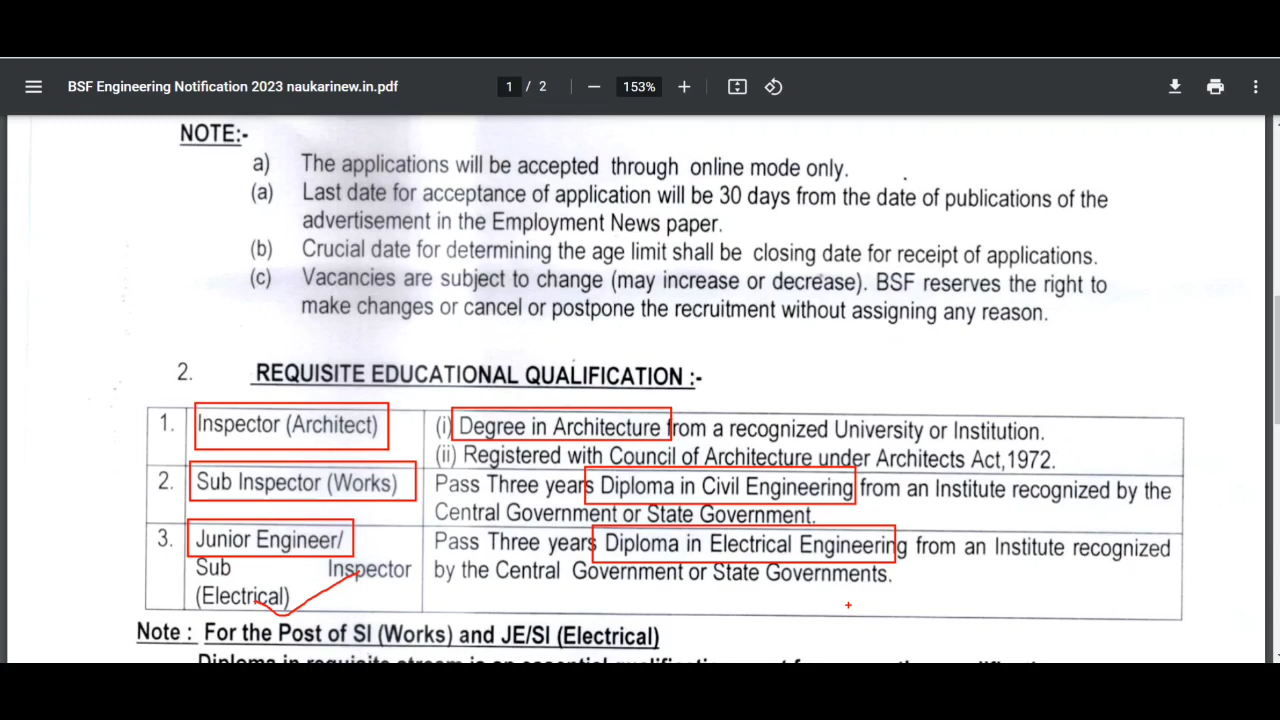 BSF Engineering Notification 2023 naukarinew.in.pdf
1 / 2
153%
NOTE:-
a) The applications will be accepted through online mode only.
(a) Last date for acceptance of application will be 30 days from the date of publications of the
advertisement in the Employment News paper.
(b) Crucial date for determining the age limit shall be closing date for receipt of applications.
(c) Vacancies are subject to change (may increase or decrease). BSF reserves the right to
make changes or cancel or postpone the recruitment without assigning any reason.
2. REQUISITE EDUCATIONAL QUALIFICATION :-
1. Inspector (Architect) (i) Degree in Architecture from a recognized University or Institution.
(ii) Registered with Council of Architecture under Architects Act,1972.
2. Sub Inspector (Works) Pass Three years Diploma in Civil Engineering from an Institute recognized by the
Central Government or State Government.
3. Junior Engineer/ Pass Three years Diploma in Electrical Engineering from an Institute recognized
Sub Inspector by the Central Government or State Governments.
(Electrical)
Note : For the Post of SI (Works) and JE/SI (Electrical)
Diploma in requisite stream is an essential qualification